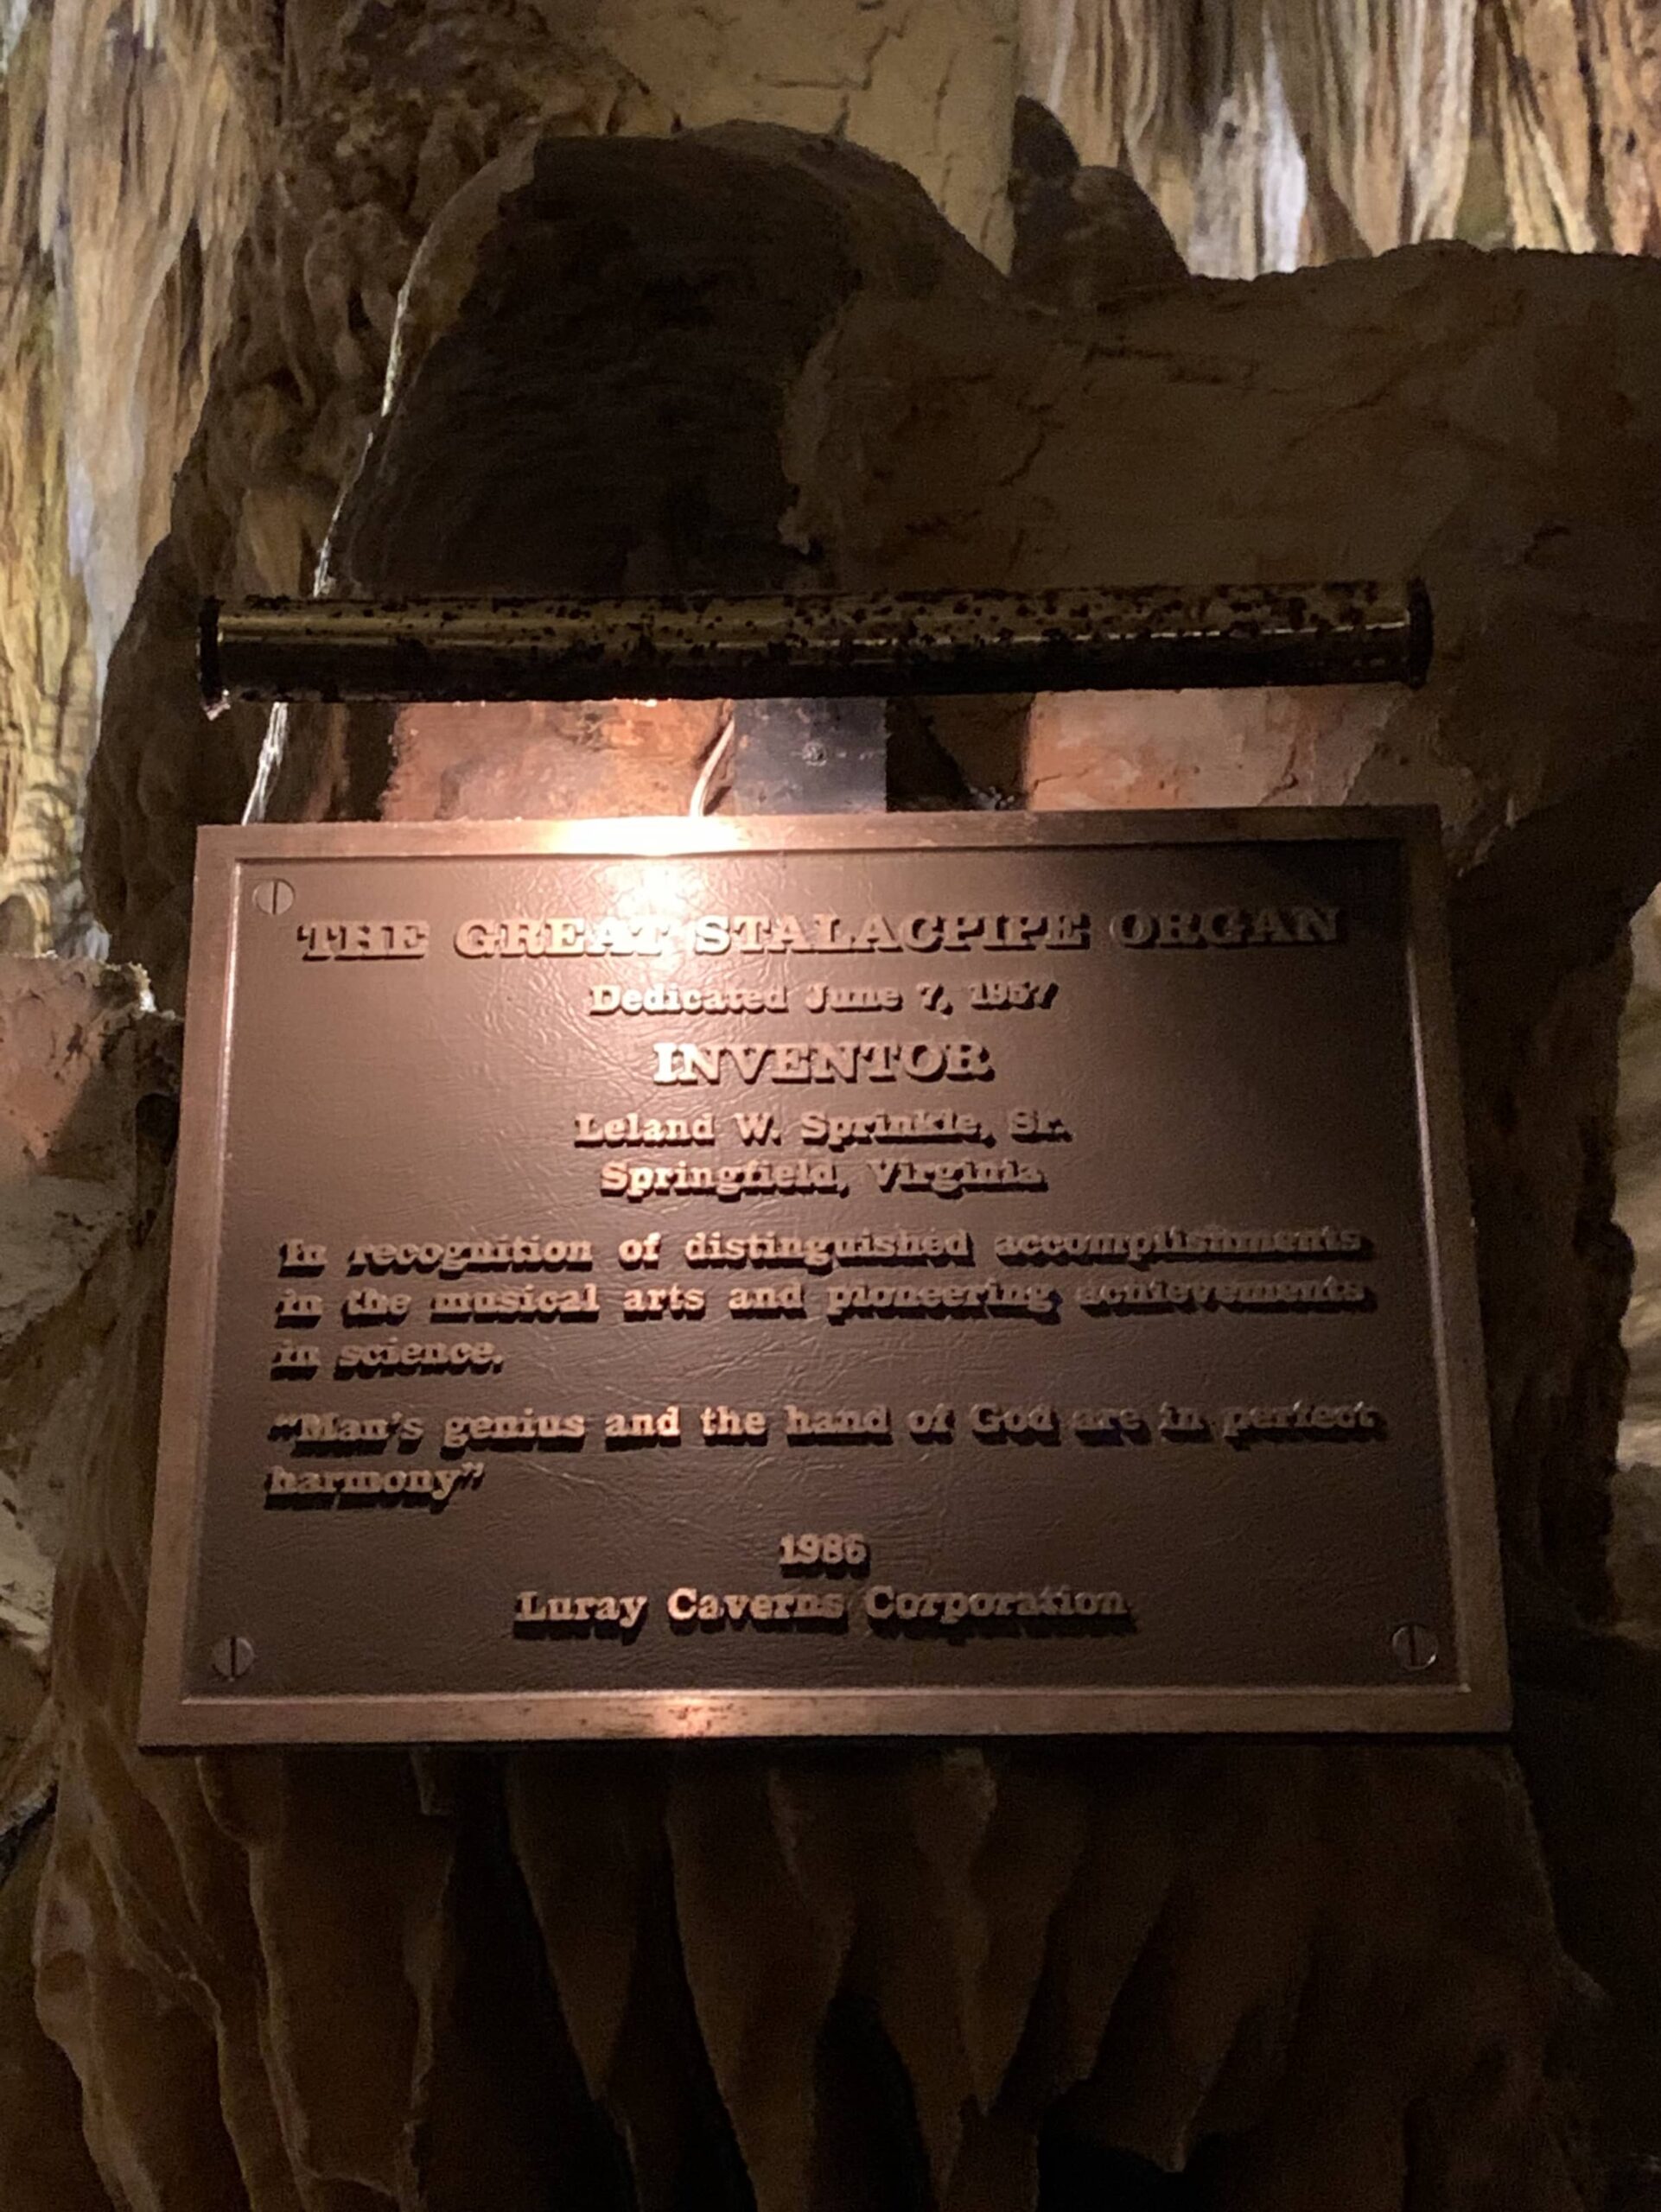 THE GREAT STALACPIPE ORGAN
Dedicated June 7, 1957
INVENTOR
Leland W. Sprinkle, Sr.
Springfield, Virginia
In recognition of distinguished accomplishments
in the musical arts and pioneering achievements
in science.
“Man's genius and the hand of God are in perfect
harmony”
1986
Luray Caverns Corporation